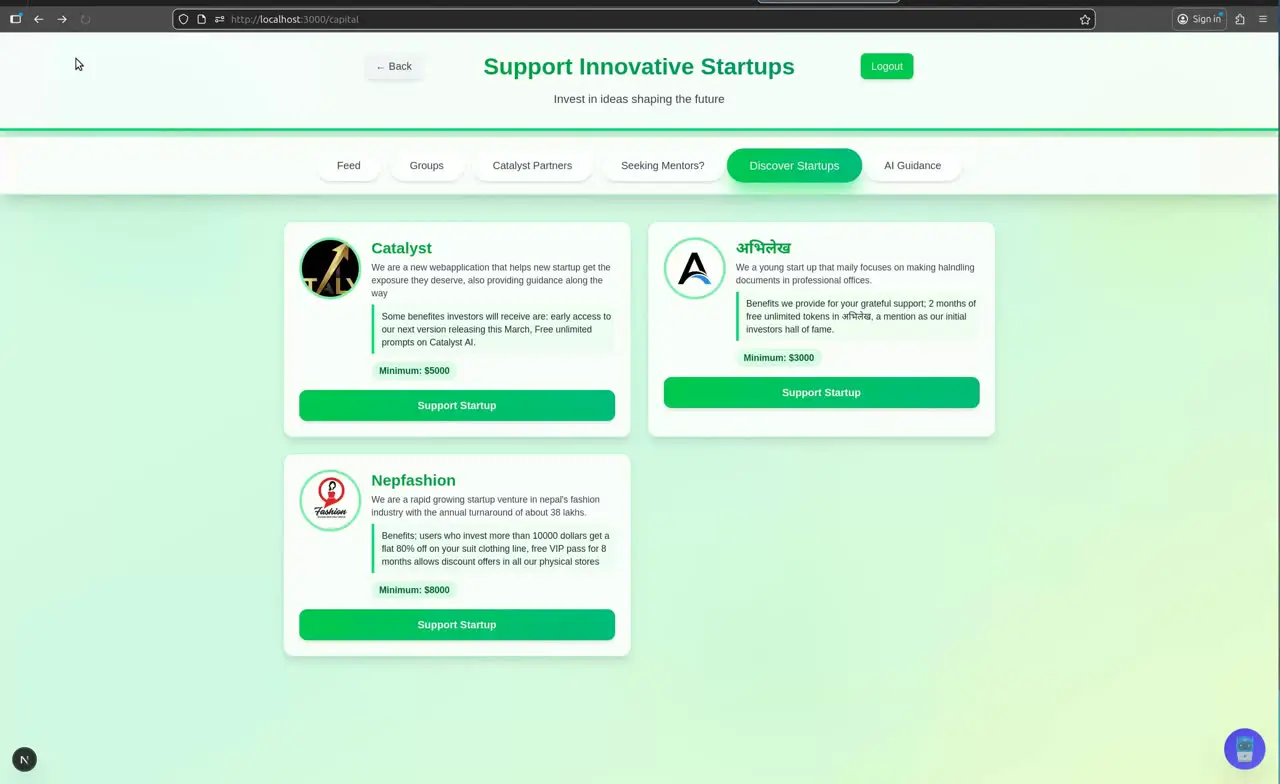 http://localhost:3000/capital
Sign in
← Back
Support Innovative Startups
Logout
Invest in ideas shaping the future
Feed
Groups
Catalyst Partners
Seeking Mentors?
Discover Startups
AI Guidance
Catalyst
We are a new webapplication that helps new startup get the
exposure they deserve, also providing guidance along the
way
Some benefits investors will receive are: early access to
our next version releasing this March, Free unlimited
prompts on Catalyst AI.
Minimum: $5000
Support Startup
अभिलेख
We a young start up that maily focuses on making halndling
documents in professional offices.
Benefits we provide for your grateful support; 2 months of
free unlimited tokens in अभिलेख, a mention as our initial
investors hall of fame.
Minimum: $3000
Support Startup
Fashion
Nepfashion
We are a rapid growing startup venture in nepal's fashion
industry with the annual turnaround of about 38 lakhs.
Benefits; users who invest more than 10000 dollars get a
flat 80% off on your suit clothing line, free VIP pass for 8
months allows discount offers in all our physical stores
Minimum: $8000
Support Startup
N